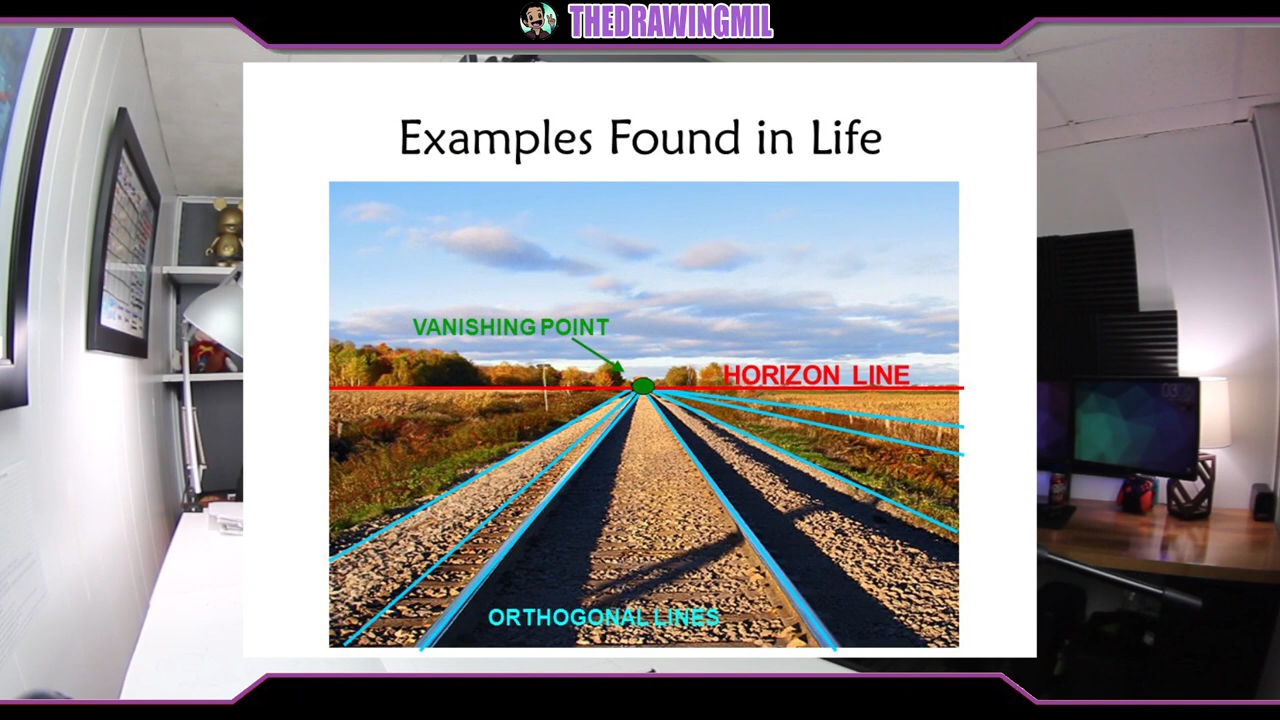 THEDRAWINGMIL
Examples Found in Life
VANISHING POINT
HORIZON LINE
ORTHOGONAL LINES